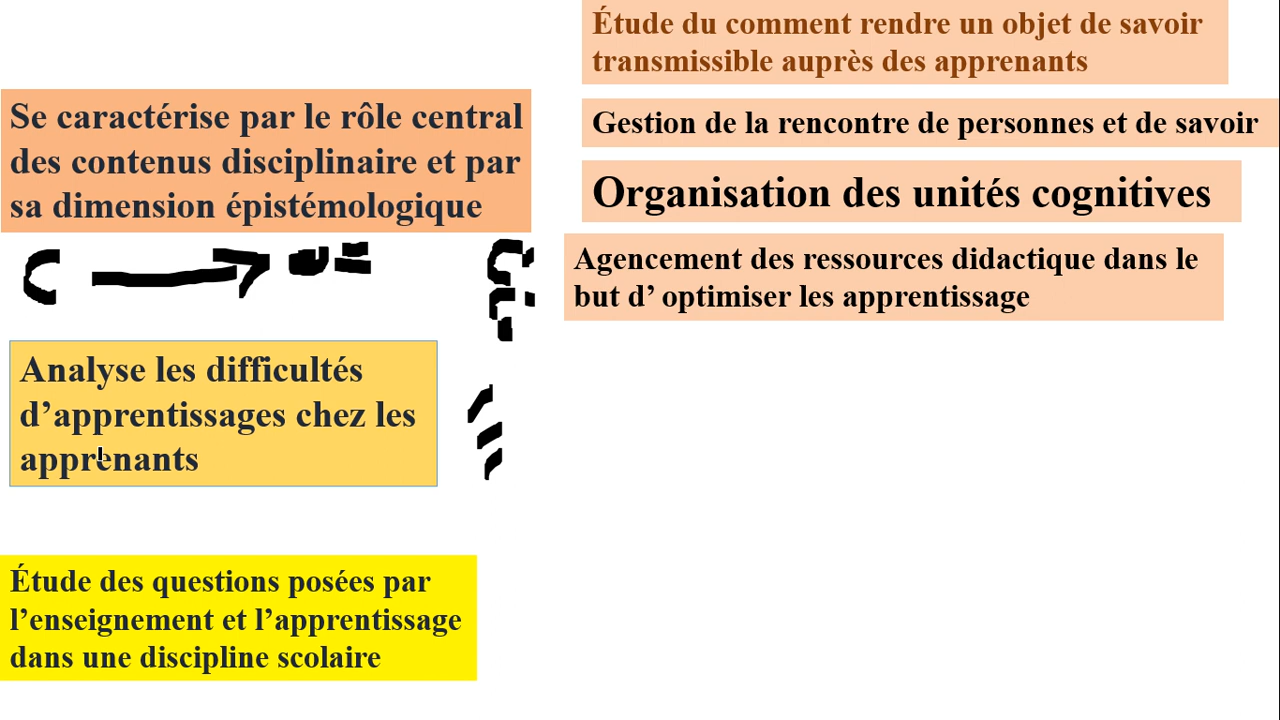 Se caractérise par le rôle central
des contenus disciplinaire et par
sa dimension épistémologique
Analyse les difficultés
d’apprentissages chez les
apprenants
Étude des questions posées par
l’enseignement et l’apprentissage
dans une discipline scolaire
Étude du comment rendre un objet de savoir
transmissible auprès des apprenants
Gestion de la rencontre de personnes et de savoir
Organisation des unités cognitives
Agencement des ressources didactique dans le
but d’ optimiser les apprentissage